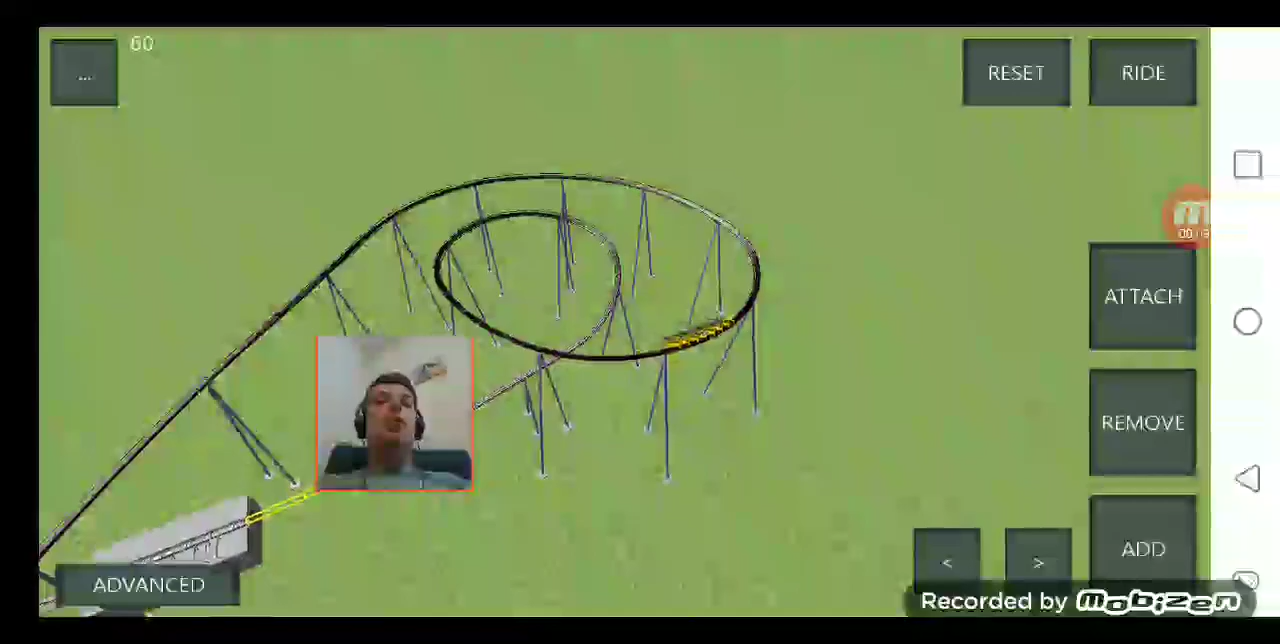 ...
60
RESET
RIDE
ATTACH
REMOVE
ADD
<
>
ADVANCED
Recorded by mobizen